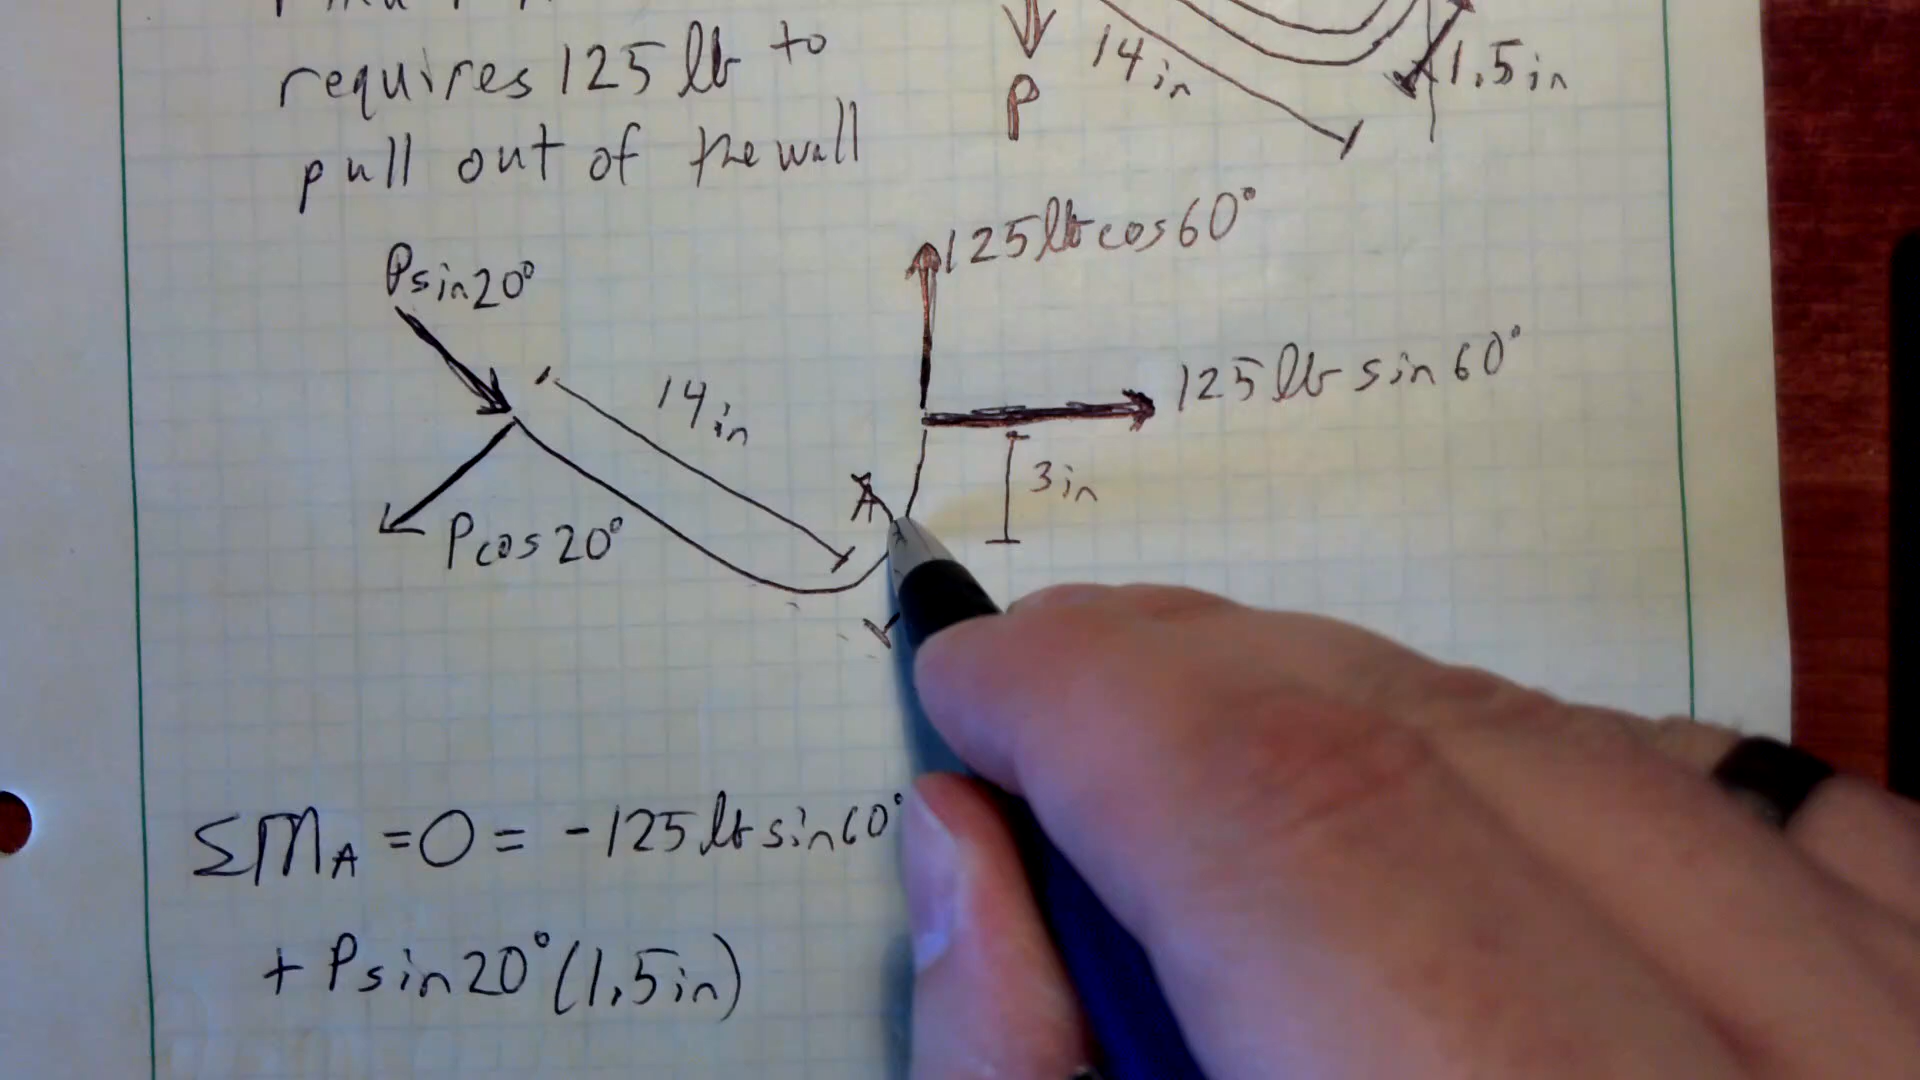 requires 125 lb to
pull out of the wall
14 in
1.5 in
P
125 lb cos 60°
P sin 20°
14 in
125 lb sin 60°
A
3 in
P cos 20°
ΣM_A = 0 = -125 lb sin 60°
+ P sin 20° (1.5 in)